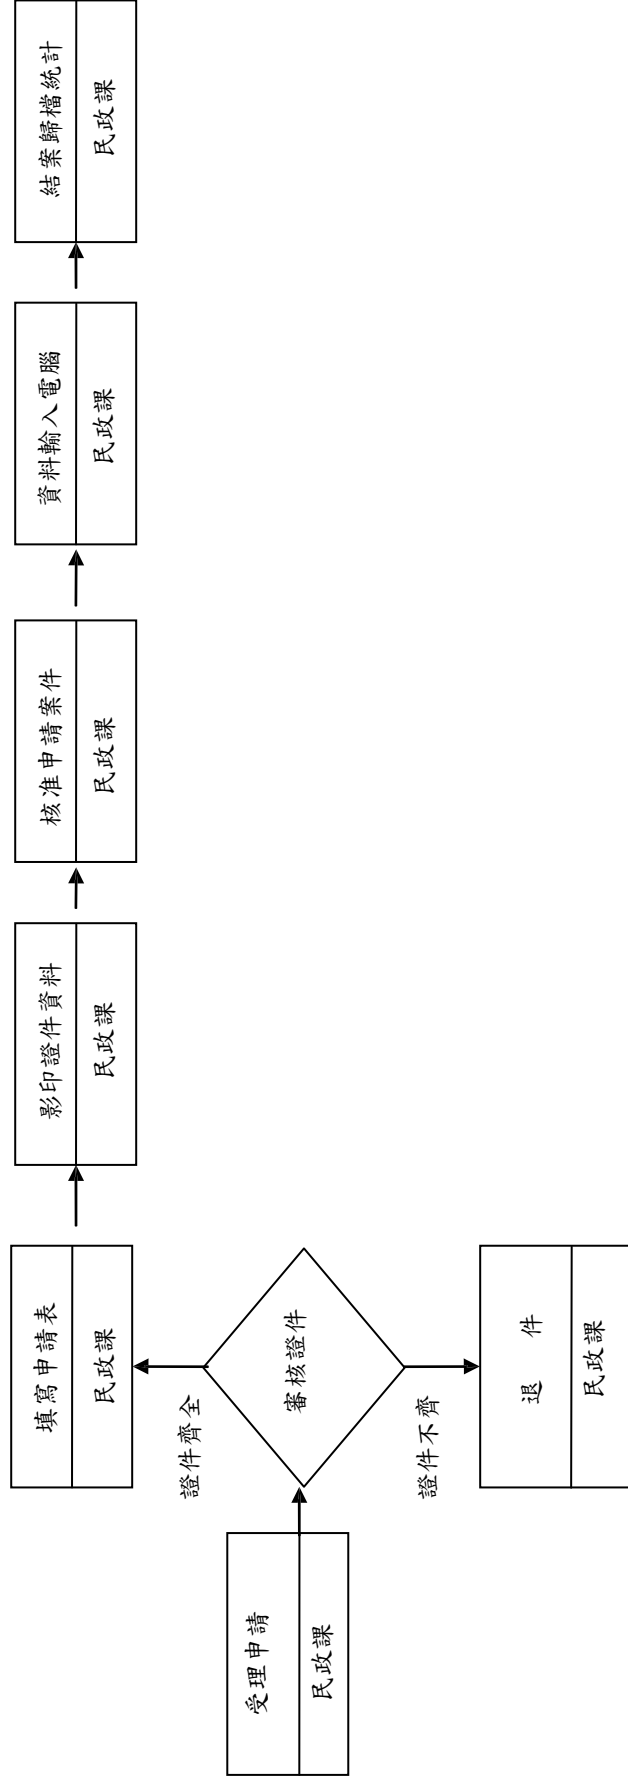 受理申請
民政課
審核證件
證件齊全
填寫申請表
民政課
影印證件資料
民政課
核准申請案件
民政課
資料輸入電腦
民政課
結案歸檔統計
民政課
證件不齊
退 件
民政課